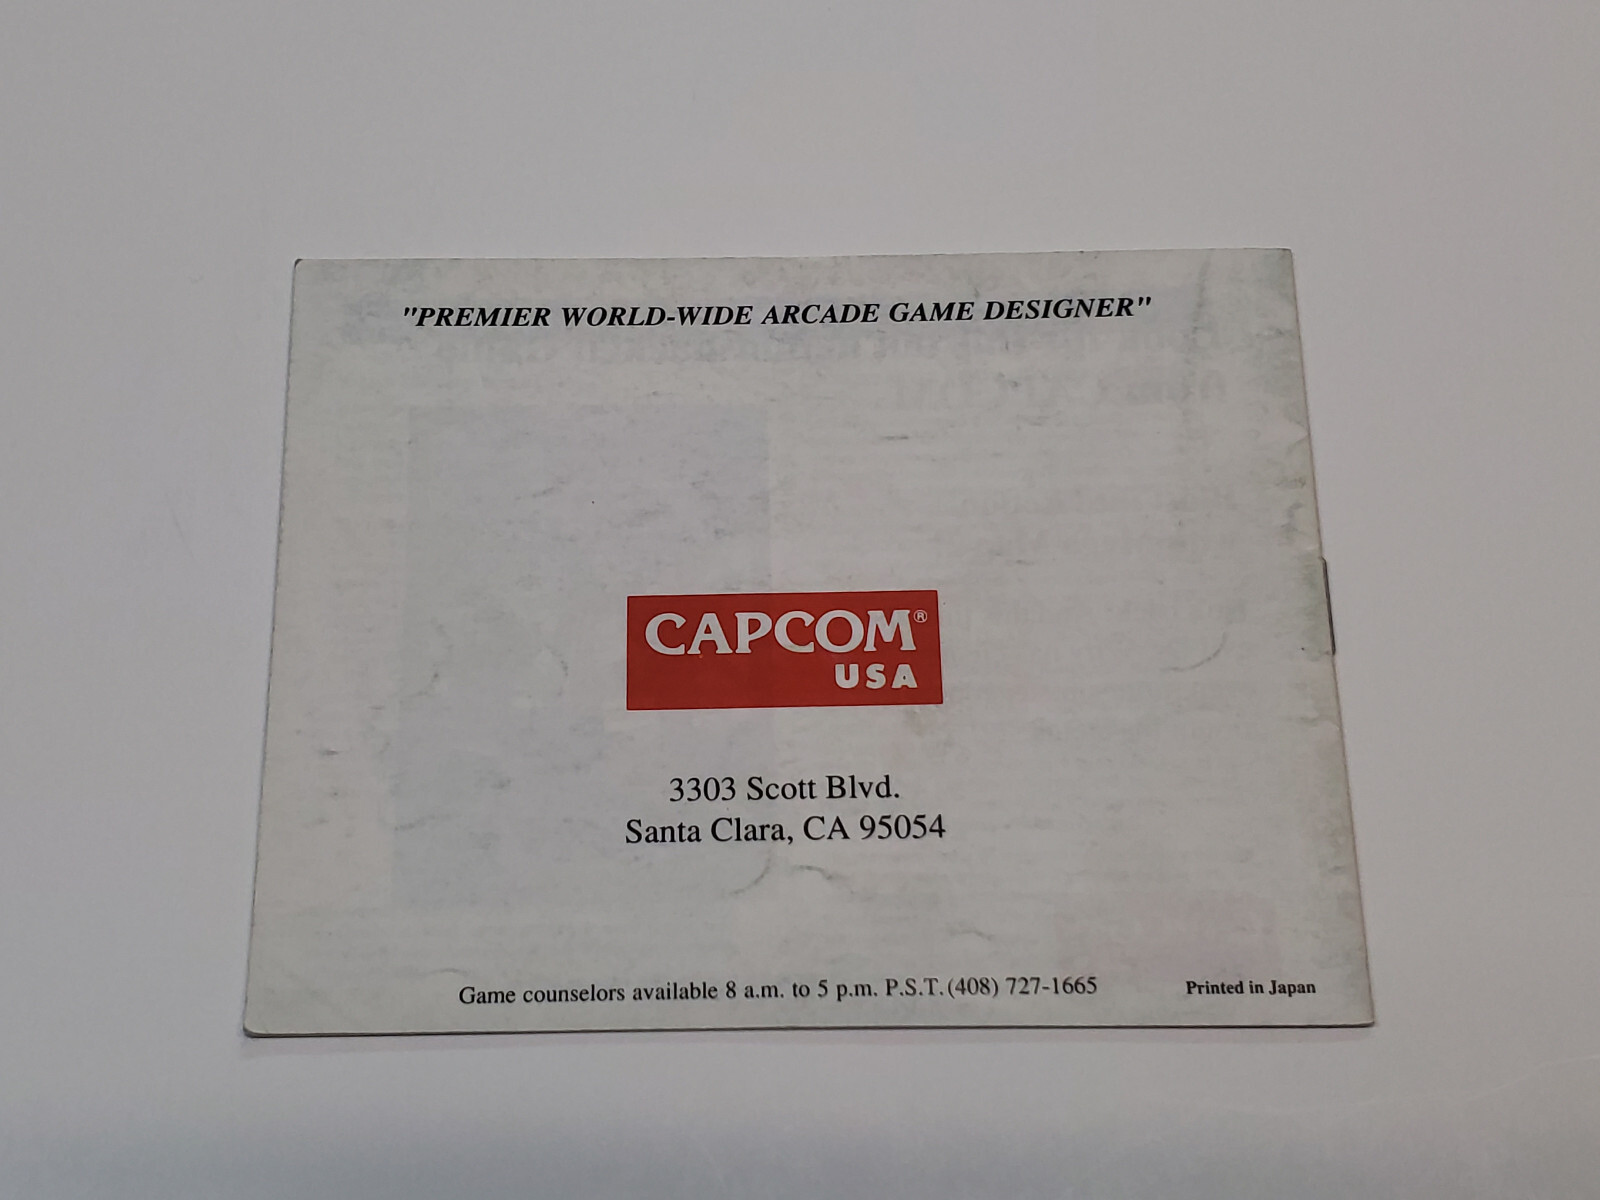 "PREMIER WORLD-WIDE ARCADE GAME DESIGNER"
CAPCOM®
USA
3303 Scott Blvd.
Santa Clara, CA 95054
Game counselors available 8 a.m. to 5 p.m. P.S.T. (408) 727-1665 Printed in Japan